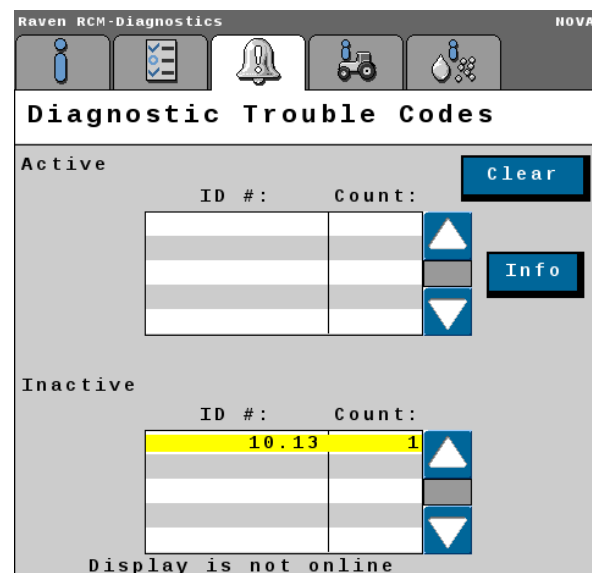 Raven RCM-Diagnostics NOVA
Diagnostic Trouble Codes
Active
Clear
ID #: Count:
Info
Inactive
ID #: Count:
10.13 1
Display is not online